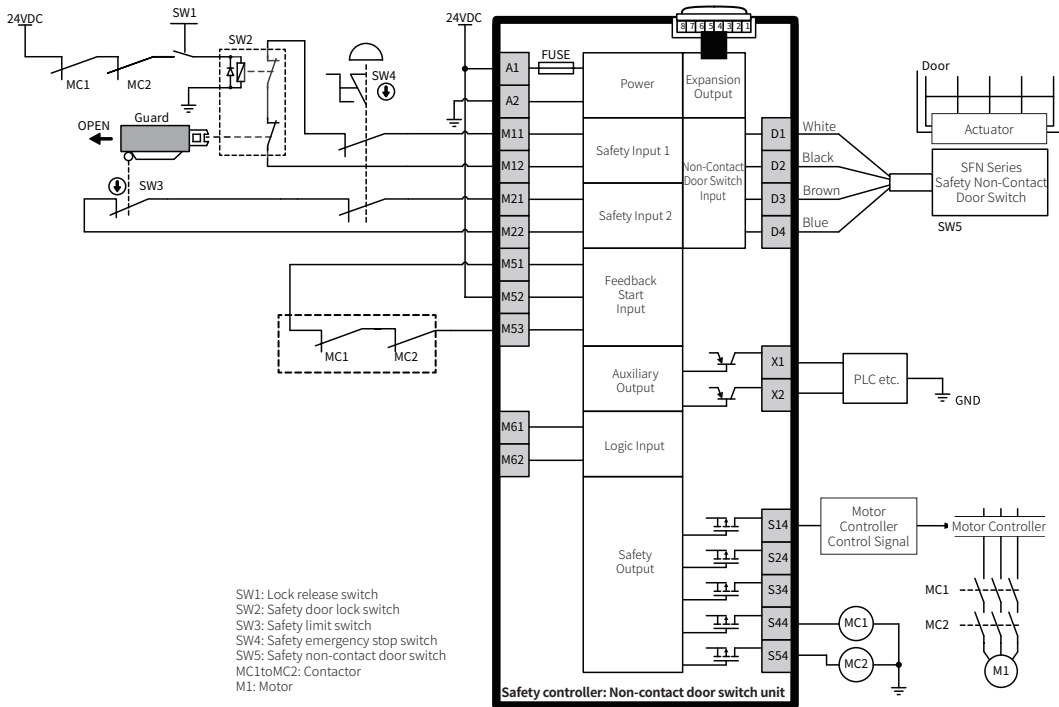 24VDC
SW1
MC1
MC2
SW2
SW4
OPEN
Guard
SW3
24VDC
8 7 6 5 4 3 2 1
FUSE
A1
A2
M11
M12
M21
M22
M51
M52
M53
M61
M62
MC1
MC2
Power
Expansion
Output
Safety Input 1
Safety Input 2
Non-Contact
Door Switch
Input
Feedback
Start
Input
Auxiliary
Output
Logic Input
Safety
Output
D1
D2
D3
D4
White
Black
Brown
Blue
Door
Actuator
SFN Series
Safety Non-Contact
Door Switch
SW5
X1
X2
PLC etc.
GND
S14
S24
S34
S44
S54
Motor
Controller
Control Signal
Motor Controller
MC1
MC2
MC1
MC2
M1
SW1: Lock release switch
SW2: Safety door lock switch
SW3: Safety limit switch
SW4: Safety emergency stop switch
SW5: Safety non-contact door switch
MC1toMC2: Contactor
M1: Motor
Safety controller: Non-contact door switch unit